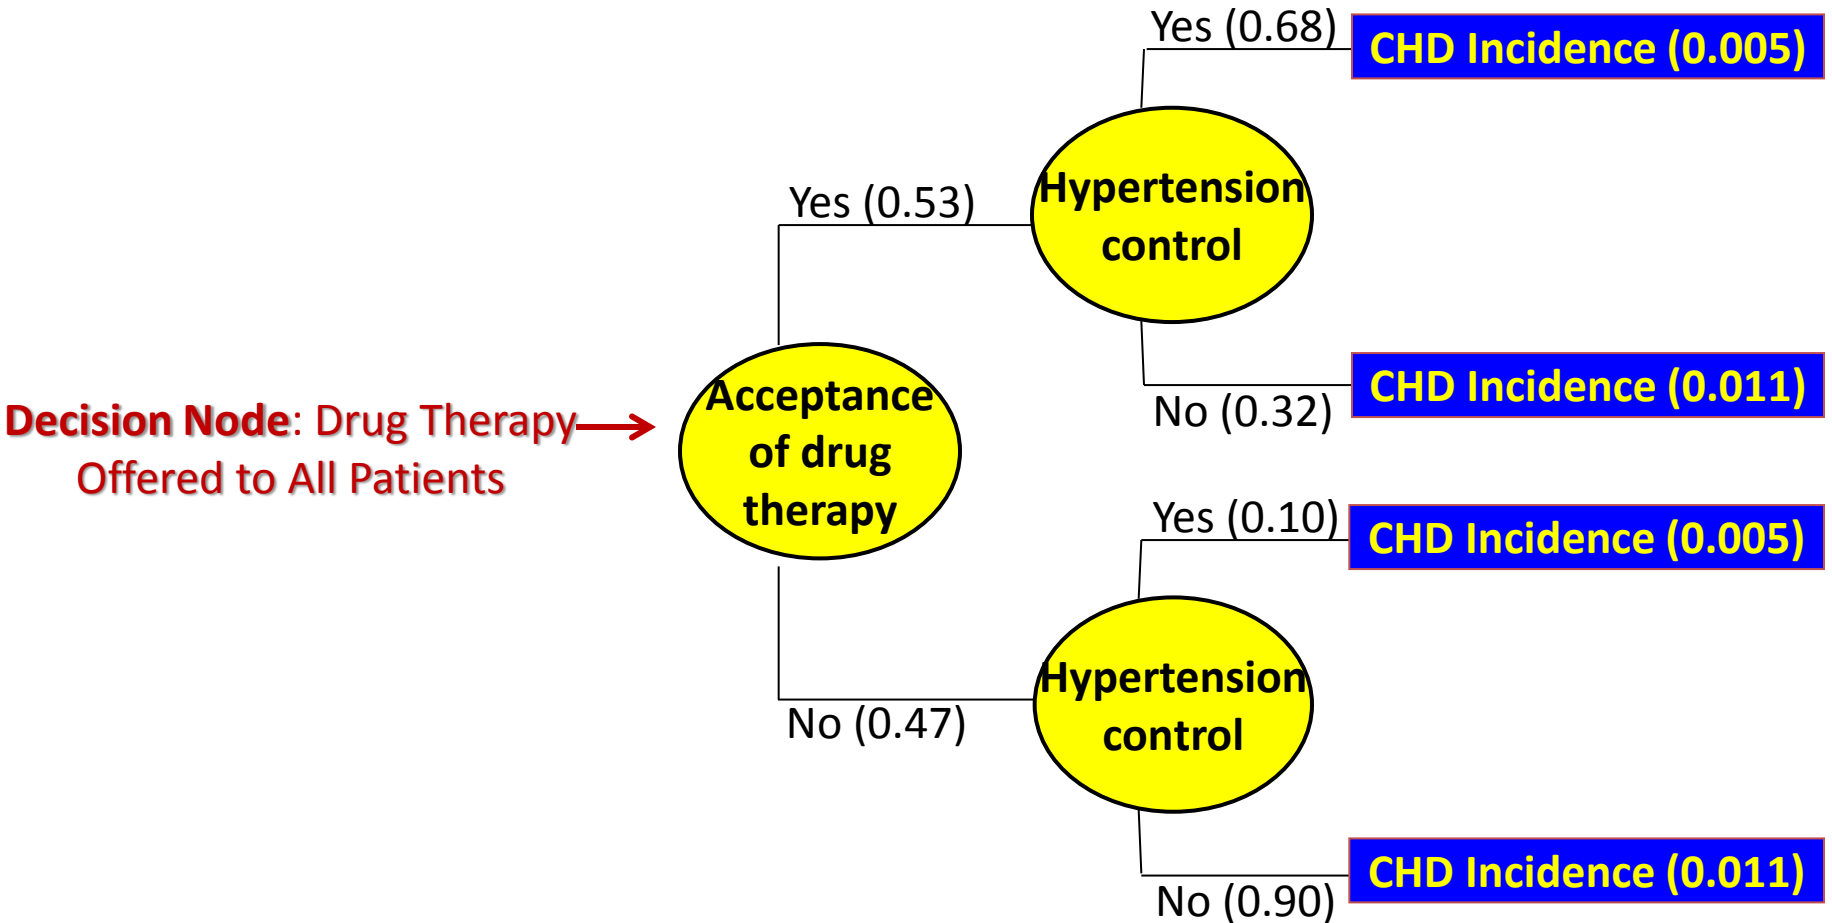 Yes (0.68)
CHD Incidence (0.005)
Yes (0.53)
Hypertension
control
No (0.32)
CHD Incidence (0.011)
Decision Node: Drug Therapy
Offered to All Patients
Acceptance
of drug
therapy
Yes (0.10)
CHD Incidence (0.005)
No (0.47)
Hypertension
control
No (0.90)
CHD Incidence (0.011)